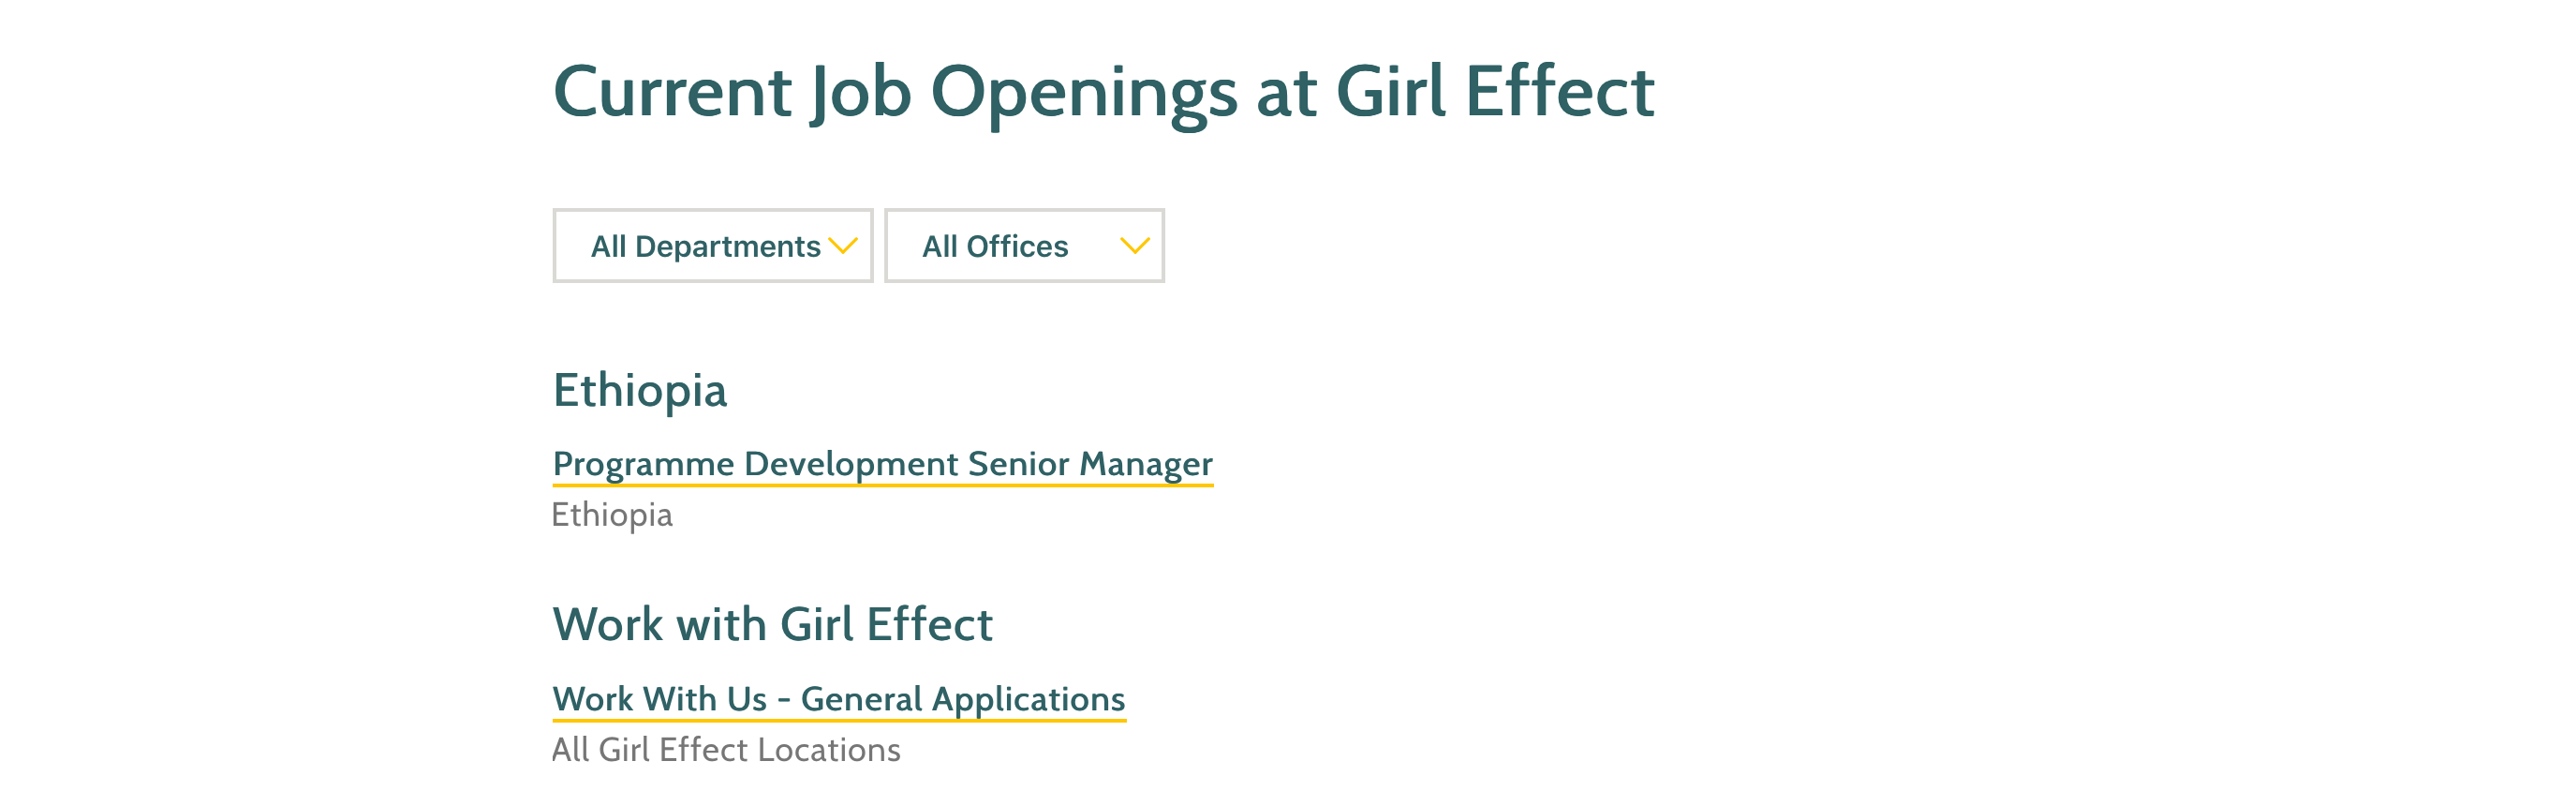 Current Job Openings at Girl Effect
All Departments
All Offices
Ethiopia
Programme Development Senior Manager
Ethiopia
Work with Girl Effect
Work With Us - General Applications
All Girl Effect Locations